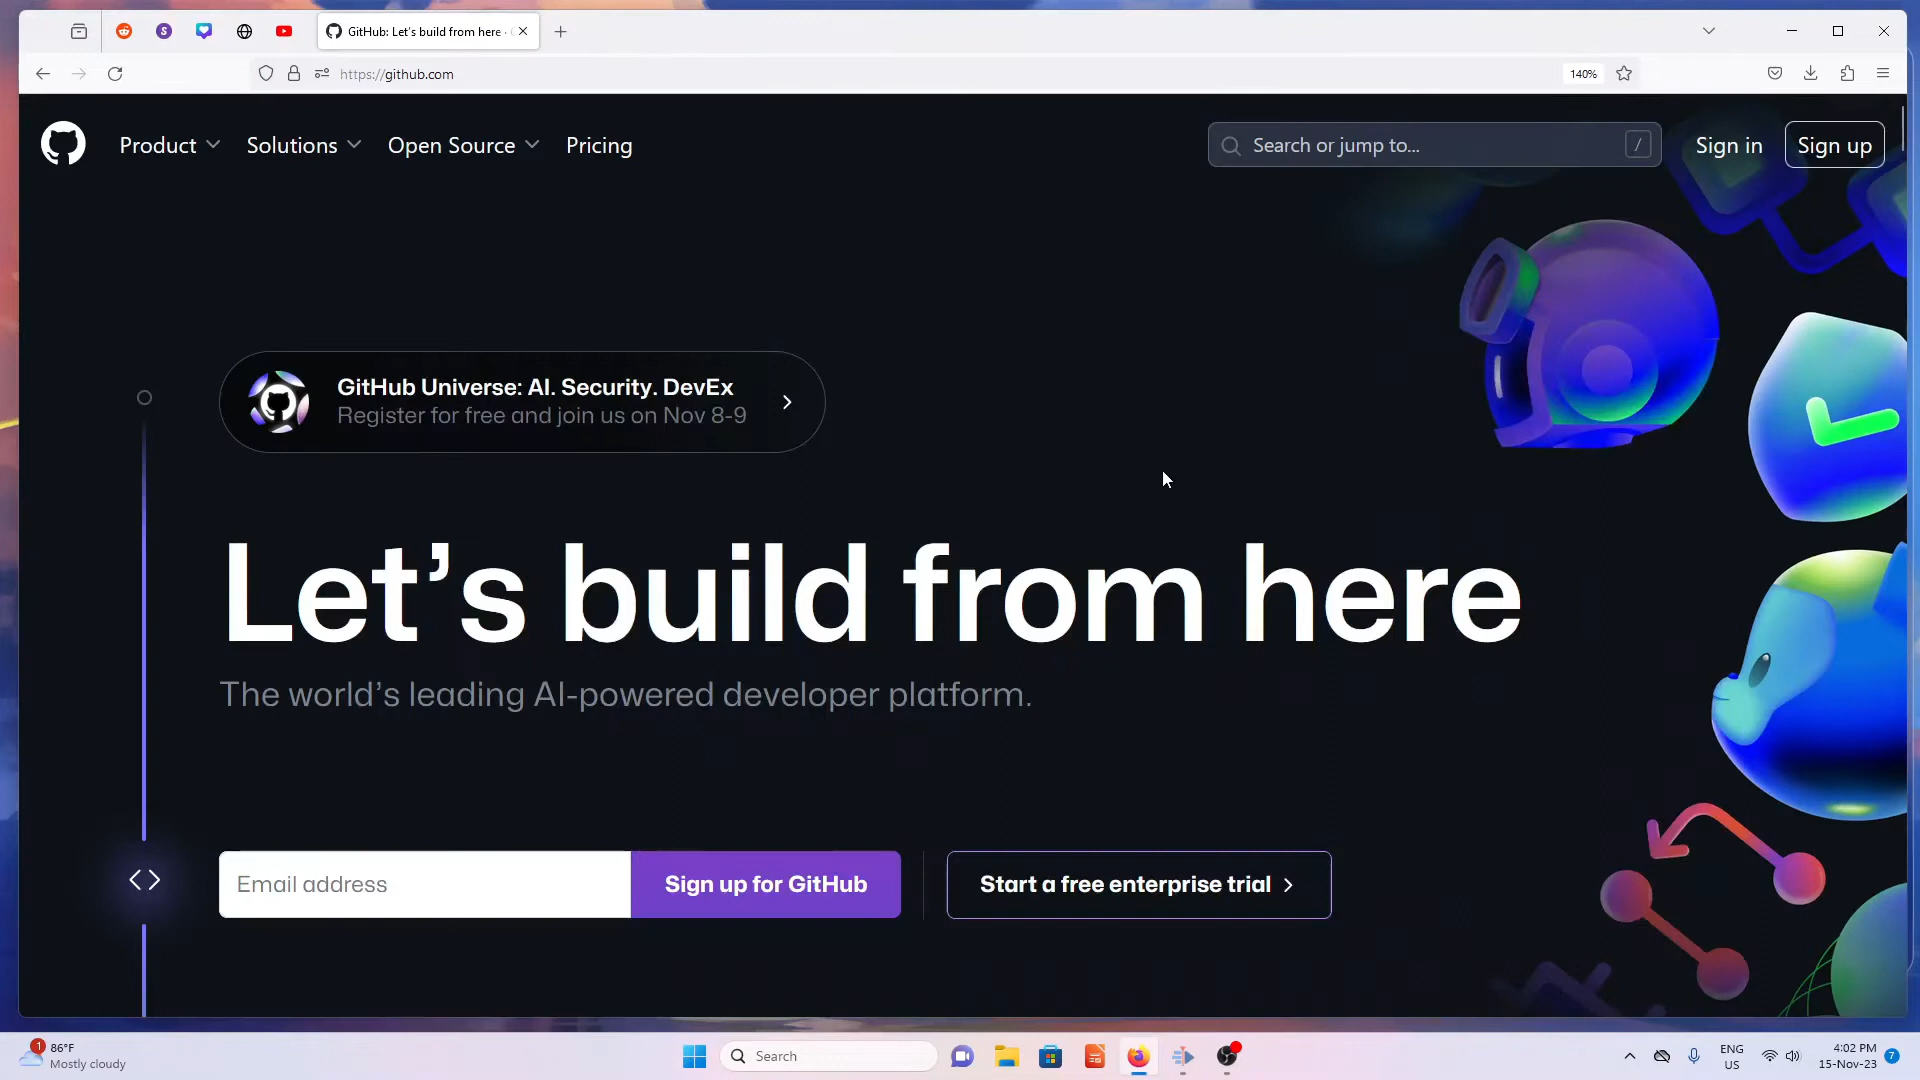 GitHub: Let's build from here ·
https://github.com
140%
Product
Solutions
Open Source
Pricing
Search or jump to...
/
Sign in
Sign up
GitHub Universe: AI. Security. DevEx
Register for free and join us on Nov 8-9
Let’s build from here
The world’s leading AI-powered developer platform.
Email address
Sign up for GitHub
Start a free enterprise trial
1
86°F
Mostly cloudy
Search
ENG
US
4:02 PM
15-Nov-23
7